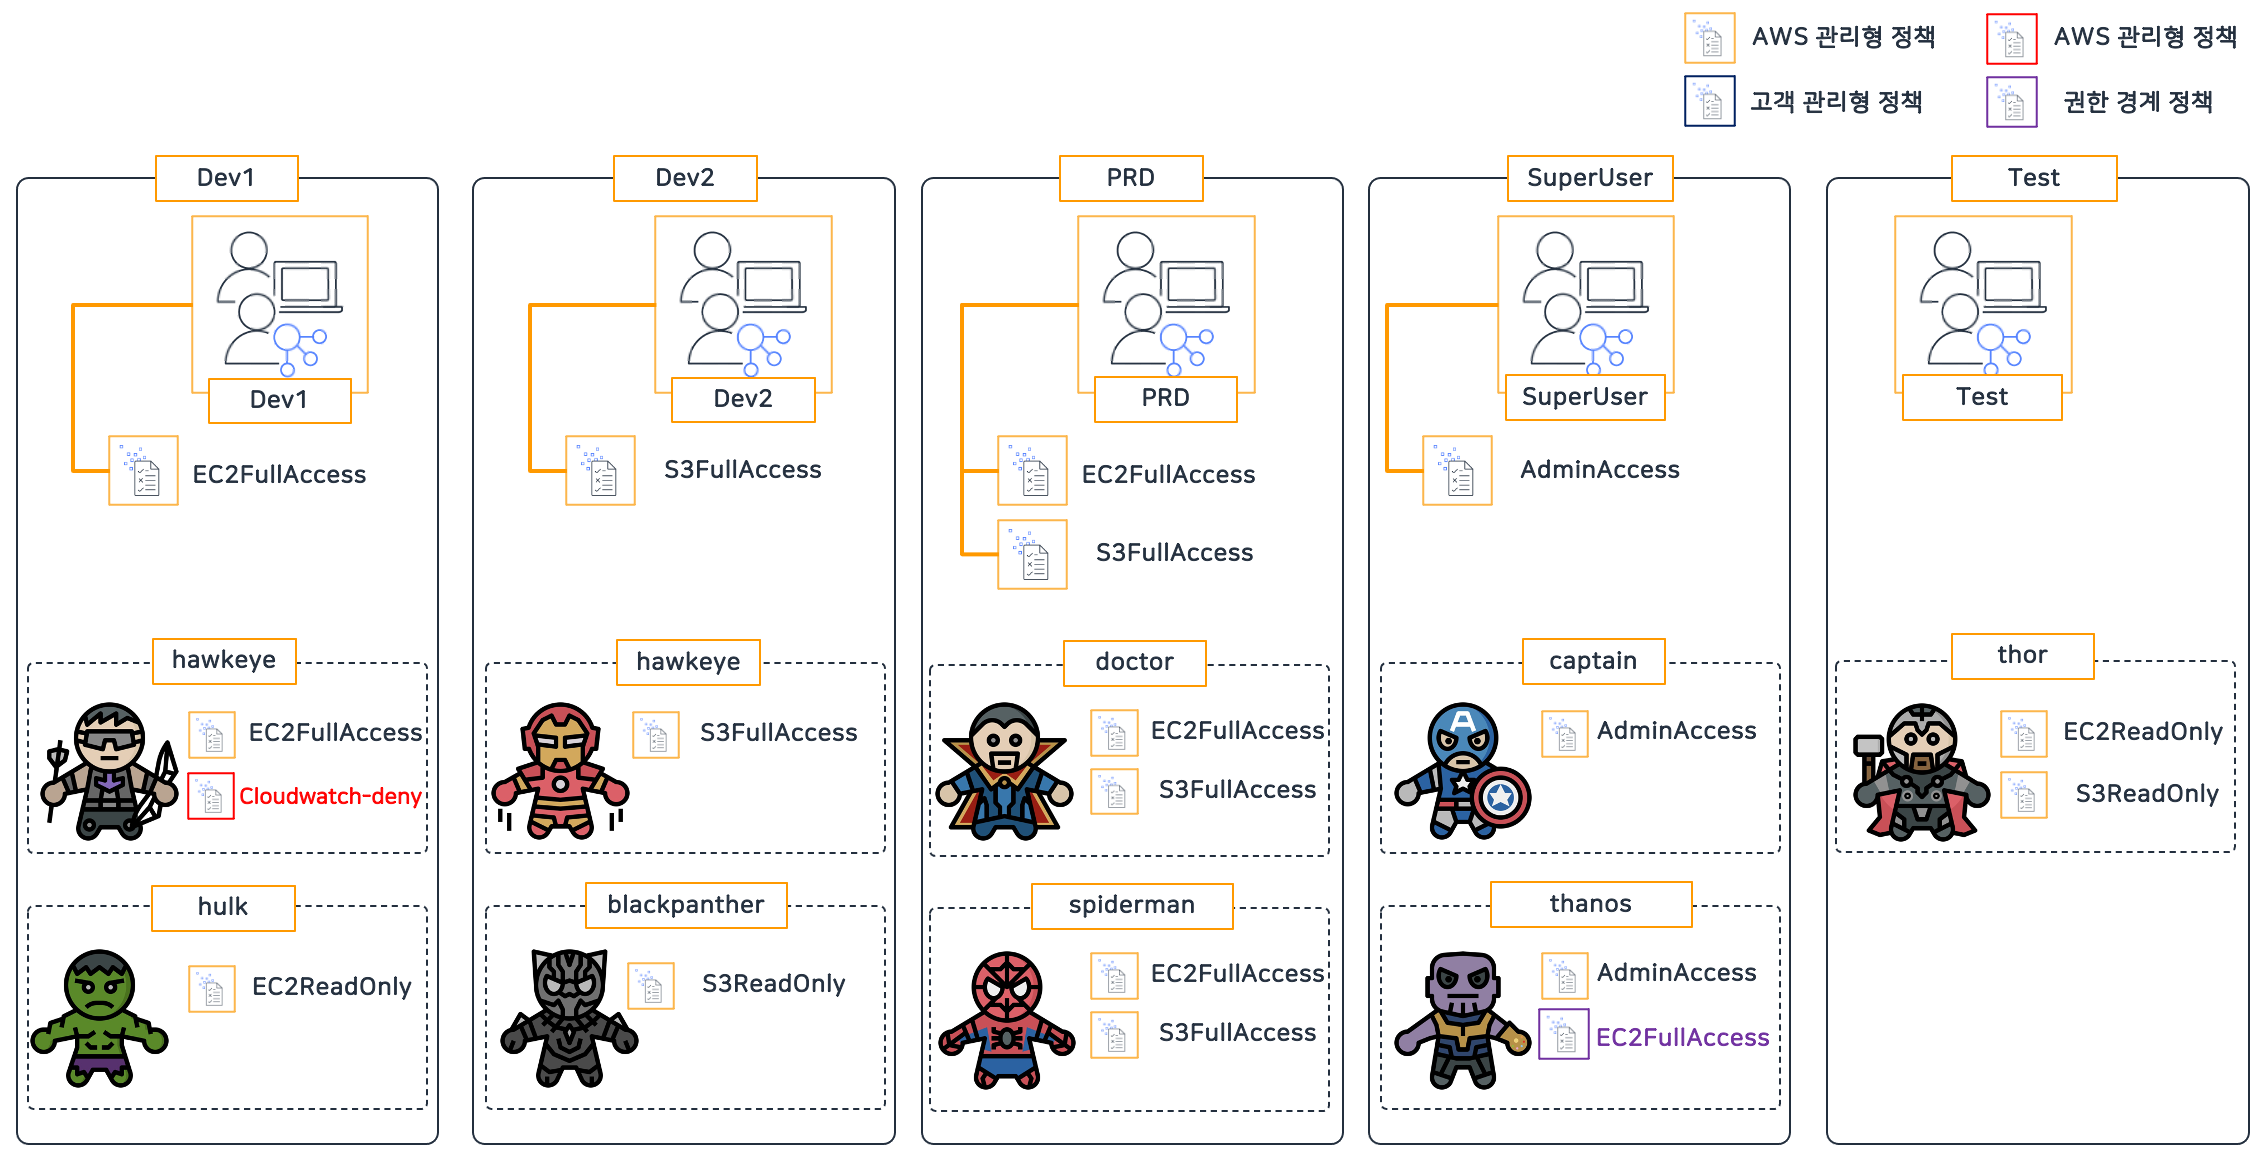 AWS 관리형 정책
AWS 관리형 정책
고객 관리형 정책
권한 경계 정책
Dev1
Dev1
EC2FullAccess
hawkeye
EC2FullAccess
Cloudwatch-deny
hulk
EC2ReadOnly
Dev2
Dev2
S3FullAccess
hawkeye
S3FullAccess
blackpanther
S3ReadOnly
PRD
PRD
EC2FullAccess
S3FullAccess
doctor
EC2FullAccess
S3FullAccess
spiderman
EC2FullAccess
S3FullAccess
SuperUser
SuperUser
AdminAccess
captain
AdminAccess
thanos
AdminAccess
EC2FullAccess
Test
Test
thor
EC2ReadOnly
S3ReadOnly